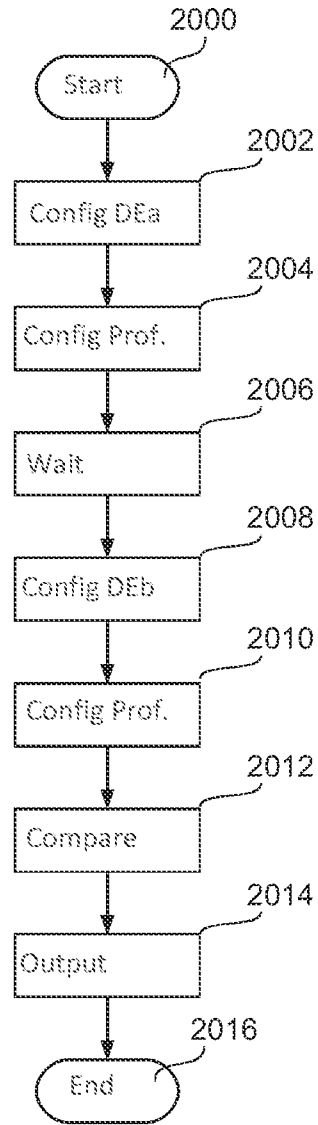 2000
Start
2002
Config DEa
2004
Config Prof.
2006
Wait
2008
Config DEb
2010
Config Prof.
2012
Compare
2014
Output
2016
End